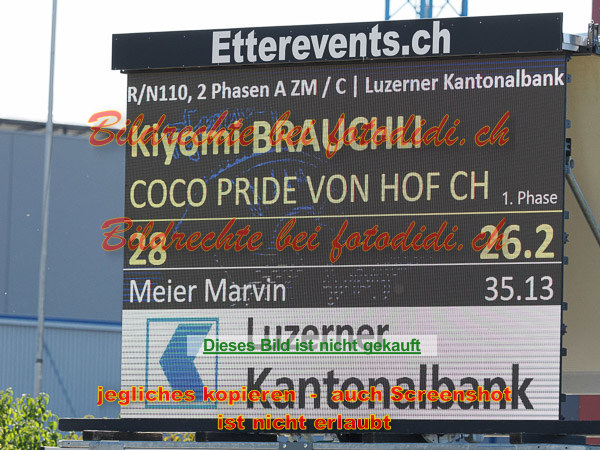 Etterevents.ch
R/N110, 2 Phasen A ZM / C | Luzerner Kantonalbank
Bildrechte bei fotodidi.ch
Kiyomi BRAUCHLI
COCO PRIDE VON HOF CH 1. Phase
Bildrechte bei fotodidi.ch
28 26.2
Meier Marvin 35.13
Luzerner
Dieses Bild ist nicht gekauft
Kantonalbank
jegliches kopieren - auch Screenshot
ist nicht erlaubt